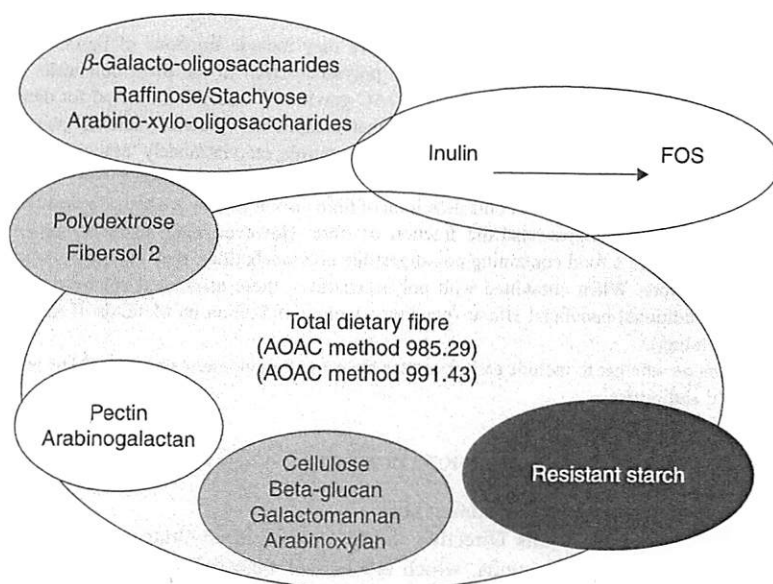 β-Galacto-oligosaccharides
Raffinose/Stachyose
Arabino-xylo-oligosaccharides
Inulin
FOS
Polydextrose
Fibersol 2
Total dietary fibre
(AOAC method 985.29)
(AOAC method 991.43)
Pectin
Arabinogalactan
Cellulose
Beta-glucan
Galactomannan
Arabinoxylan
Resistant starch